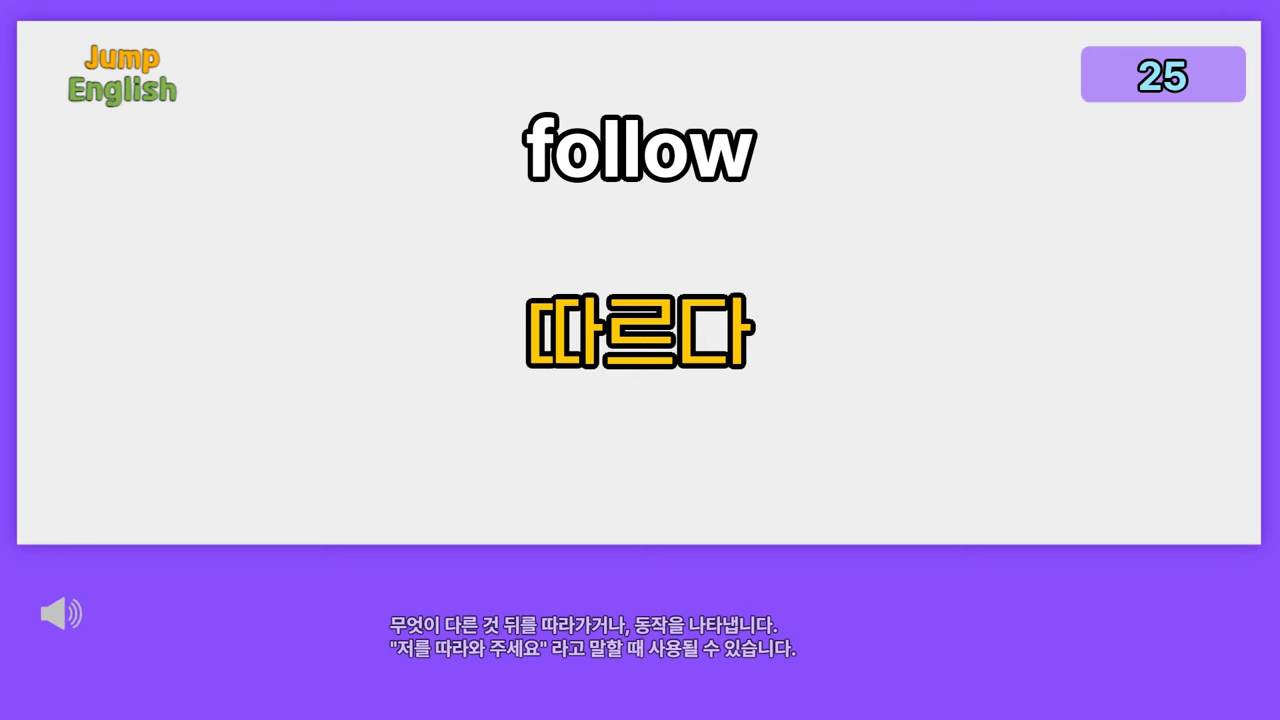 Jump
English
25
follow
따르다
무엇이 다른 것 뒤를 따라가거나, 동작을 나타냅니다.
"저를 따라와 주세요" 라고 말할 때 사용될 수 있습니다.